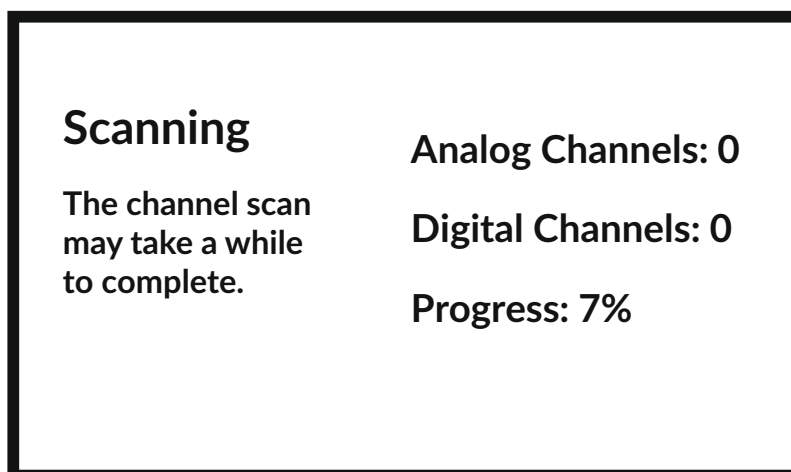 Scanning
The channel scan
may take a while
to complete.
Analog Channels: 0
Digital Channels: 0
Progress: 7%